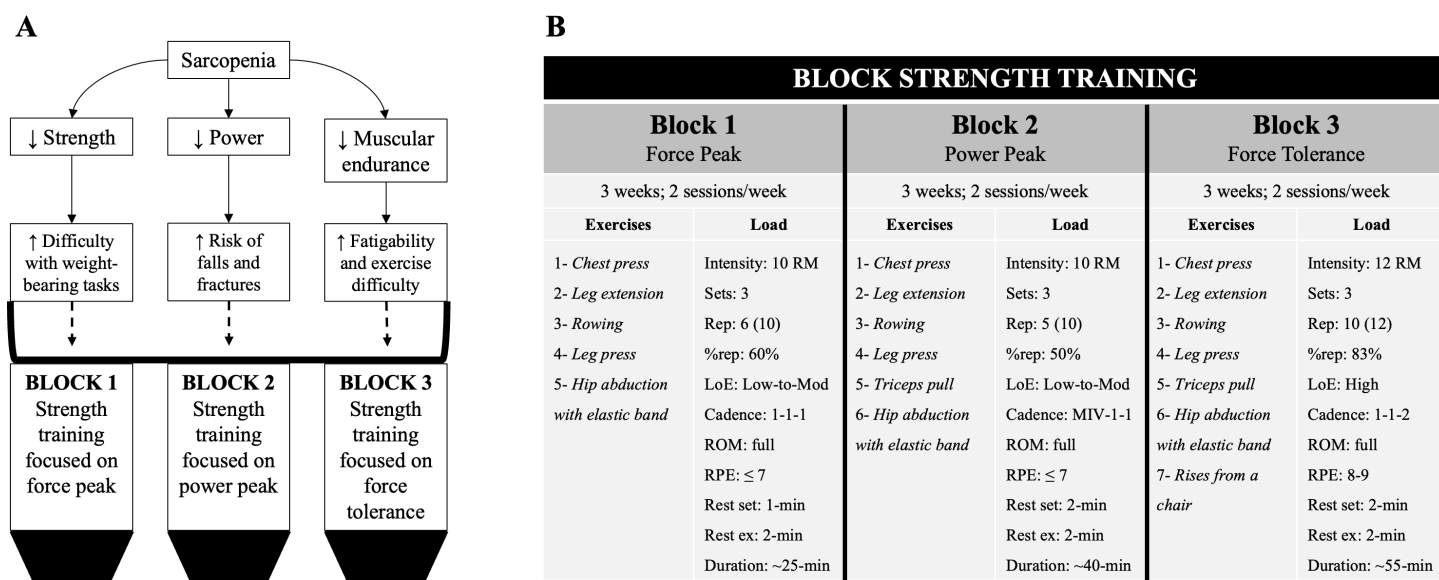 A
Sarcopenia
↓ Strength
↓ Power
↓ Muscular
endurance
↑ Difficulty
with weight-
bearing tasks
↑ Risk of
falls and
fractures
↑ Fatigability
and exercise
difficulty
BLOCK 1
Strength
training
focused on
force peak
BLOCK 2
Strength
training
focused on
power peak
BLOCK 3
Strength
training
focused on
force
tolerance
B
BLOCK STRENGTH TRAINING
Block 1
Force Peak
3 weeks; 2 sessions/week
Exercises
1- Chest press
2- Leg extension
3- Rowing
4- Leg press
5- Hip abduction
with elastic band
Load
Intensity: 10 RM
Sets: 3
Rep: 6 (10)
%rep: 60%
LoE: Low-to-Mod
Cadence: 1-1-1
ROM: full
RPE: ≤ 7
Rest set: 1-min
Rest ex: 2-min
Duration: ~25-min
Block 2
Power Peak
3 weeks; 2 sessions/week
Exercises
1- Chest press
2- Leg extension
3- Rowing
4- Leg press
5- Triceps pull
6- Hip abduction
with elastic band
Load
Intensity: 10 RM
Sets: 3
Rep: 5 (10)
%rep: 50%
LoE: Low-to-Mod
Cadence: MIV-1-1
ROM: full
RPE: ≤ 7
Rest set: 2-min
Rest ex: 2-min
Duration: ~40-min
Block 3
Force Tolerance
3 weeks; 2 sessions/week
Exercises
1- Chest press
2- Leg extension
3- Rowing
4- Leg press
5- Triceps pull
6- Hip abduction
with elastic band
7- Rises from a
chair
Load
Intensity: 12 RM
Sets: 3
Rep: 10 (12)
%rep: 83%
LoE: High
Cadence: 1-1-2
ROM: full
RPE: 8-9
Rest set: 2-min
Rest ex: 2-min
Duration: ~55-min